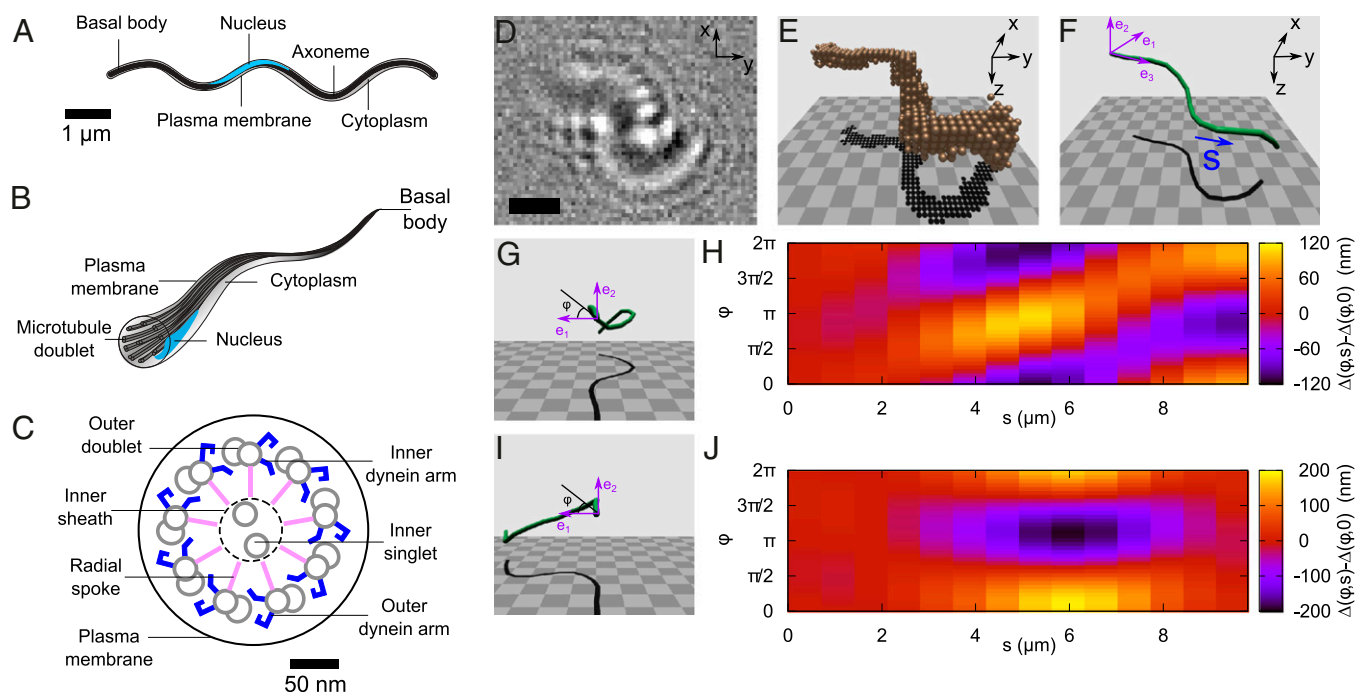 A
Basal body
Nucleus
Axoneme
1 µm
Plasma membrane
Cytoplasm
B
Basal
body
Plasma
membrane
Cytoplasm
Microtubule
doublet
Nucleus
C
Outer
doublet
Inner
dynein arm
Inner
sheath
Inner
singlet
Radial
spoke
Outer
dynein arm
Plasma
membrane
50 nm
D
x
y
E
x
y
z
F
e2
e1
e3
x
y
z
S
G
φ
e2
e1
H
2π
3π/2
π
π/2
0
φ
0 2 4 6 8
s (µm)
120
60
0
-60
-120
Δ(φ,s)-Δ(φ,0) (nm)
I
φ
e2
e1
J
2π
3π/2
π
π/2
0
φ
0 2 4 6 8
s (µm)
200
100
0
-100
-200
Δ(φ,s)-Δ(φ,0) (nm)